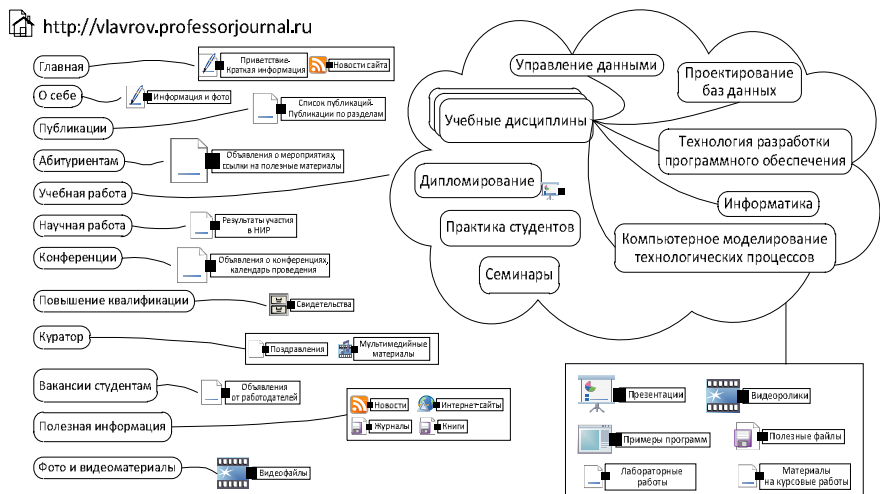 http://vlavrov.professorjournal.ru
Главная
Приветствие-
Краткая информация
Новости сайта
О себе
Информация и фото
Публикации
Список публикаций-
Публикации по разделам
Абитуриентам
Объявления о мероприятиях,
ссылки на полезные материалы
Учебная работа
Научная работа
Результаты участия
в НИР
Конференции
Объявления о конференциях,
календарь проведения
Повышение квалификации
Свидетельства
Куратор
Поздравления
Мультимедийные
материалы
Вакансии студентам
Объявления
от работодателей
Полезная информация
Новости
Интернет-сайты
Журналы
Книги
Фото и видеоматериалы
Видеофайлы
Управление данными
Проектирование
баз данных
Учебные дисциплины
Технология разработки
программного обеспечения
Дипломирование
Информатика
Практика студентов
Компьютерное моделирование
технологических процессов
Семинары
Презентации
Видеоролики
Примеры программ
Полезные файлы
Лабораторные
работы
Материалы
на курсовые работы